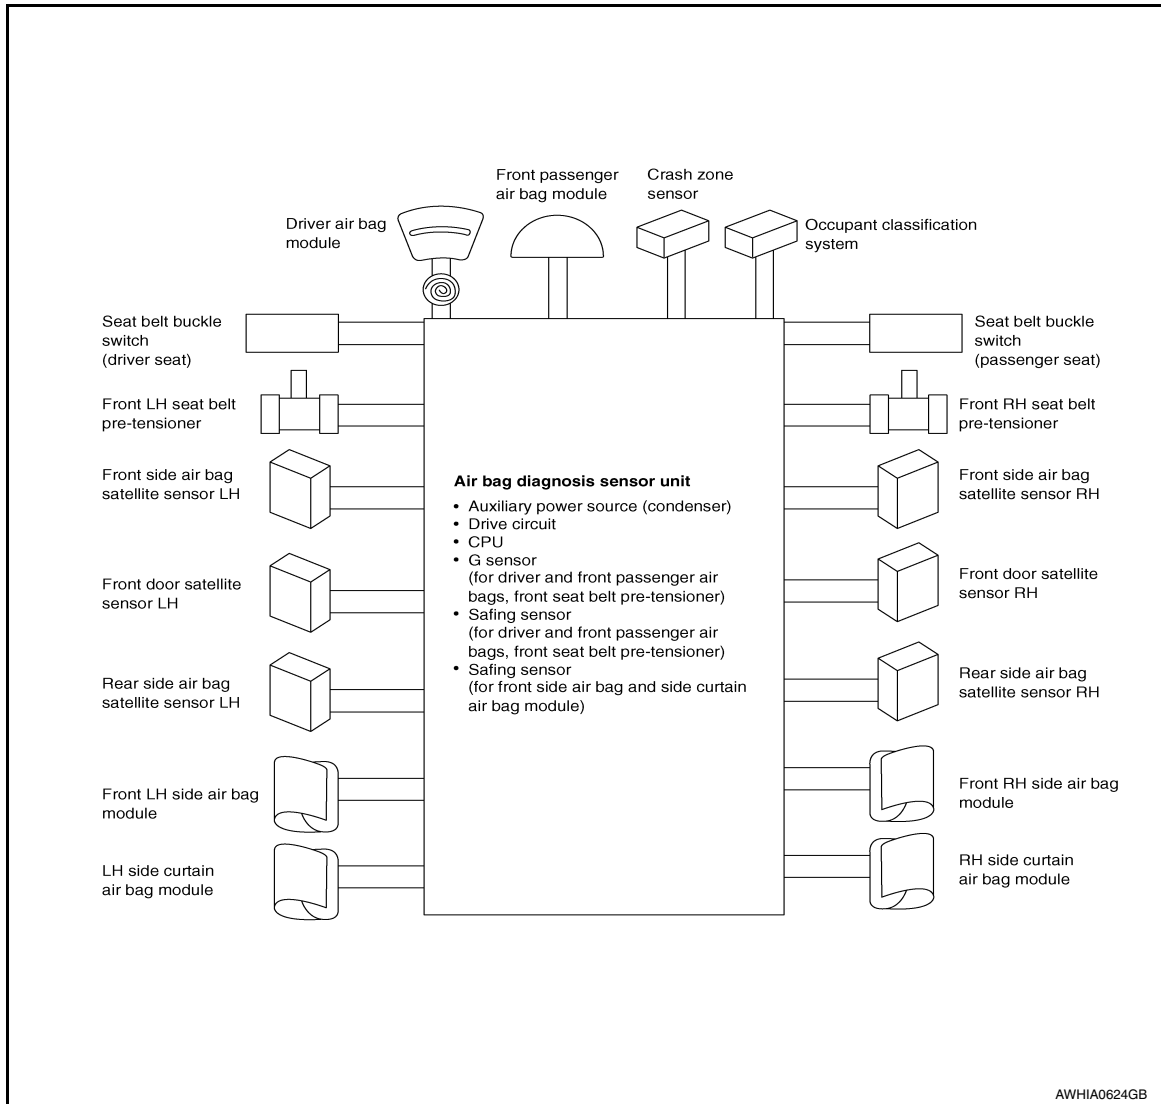 Front passenger
air bag module
Crash zone
sensor
Driver air bag
module
Occupant classification
system
Seat belt buckle
switch
(driver seat)
Seat belt buckle
switch
(passenger seat)
Front LH seat belt
pre-tensioner
Front RH seat belt
pre-tensioner
Front side air bag
satellite sensor LH
Front side air bag
satellite sensor RH
Air bag diagnosis sensor unit
• Auxiliary power source (condenser)
• Drive circuit
• CPU
• G sensor
(for driver and front passenger air
bags, front seat belt pre-tensioner)
• Safing sensor
(for driver and front passenger air
bags, front seat belt pre-tensioner)
• Safing sensor
(for front side air bag and side curtain
air bag module)
Front door satellite
sensor LH
Front door satellite
sensor RH
Rear side air bag
satellite sensor LH
Rear side air bag
satellite sensor RH
Front LH side air bag
module
Front RH side air bag
module
LH side curtain
air bag module
RH side curtain
air bag module
AWHIA0624GB